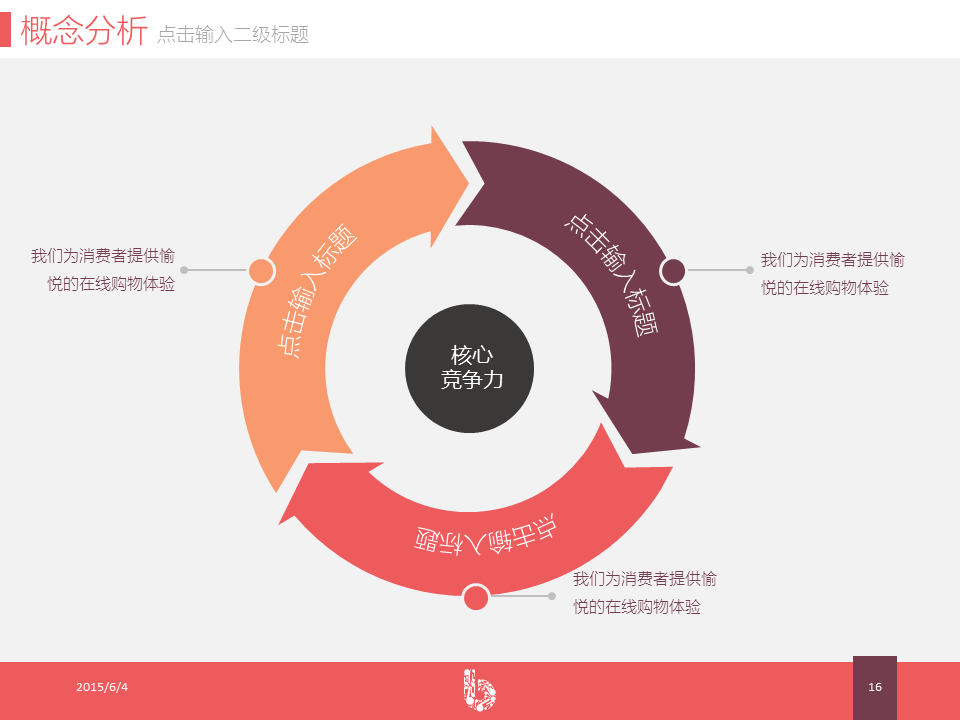 概念分析 点击输入二级标题
点击输入标题
点击输入标题
我们为消费者提供愉
悦的在线购物体验
我们为消费者提供愉
悦的在线购物体验
核心
竞争力
点击输入标题
我们为消费者提供愉
悦的在线购物体验
2015/6/4
b
16